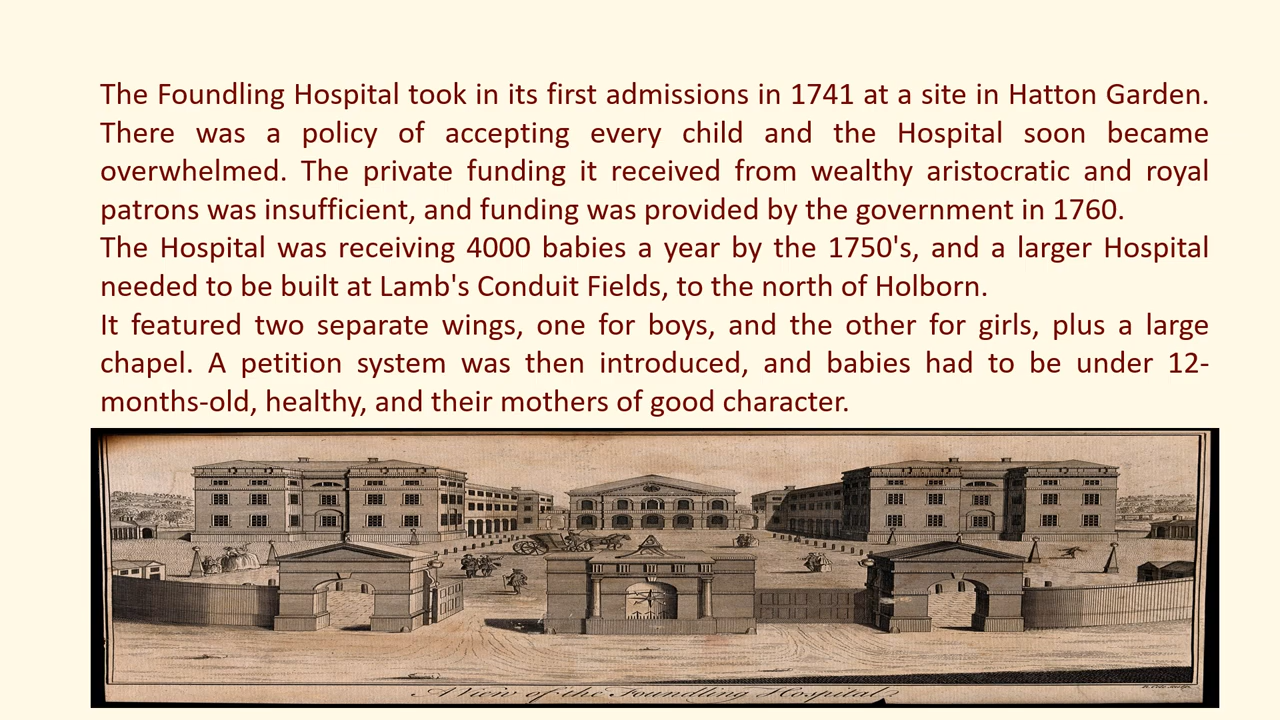 The Foundling Hospital took in its first admissions in 1741 at a site in Hatton Garden.
There was a policy of accepting every child and the Hospital soon became
overwhelmed. The private funding it received from wealthy aristocratic and royal
patrons was insufficient, and funding was provided by the government in 1760.
The Hospital was receiving 4000 babies a year by the 1750's, and a larger Hospital
needed to be built at Lamb's Conduit Fields, to the north of Holborn.
It featured two separate wings, one for boys, and the other for girls, plus a large
chapel. A petition system was then introduced, and babies had to be under 12-
months-old, healthy, and their mothers of good character.
A View of the Foundling Hospital